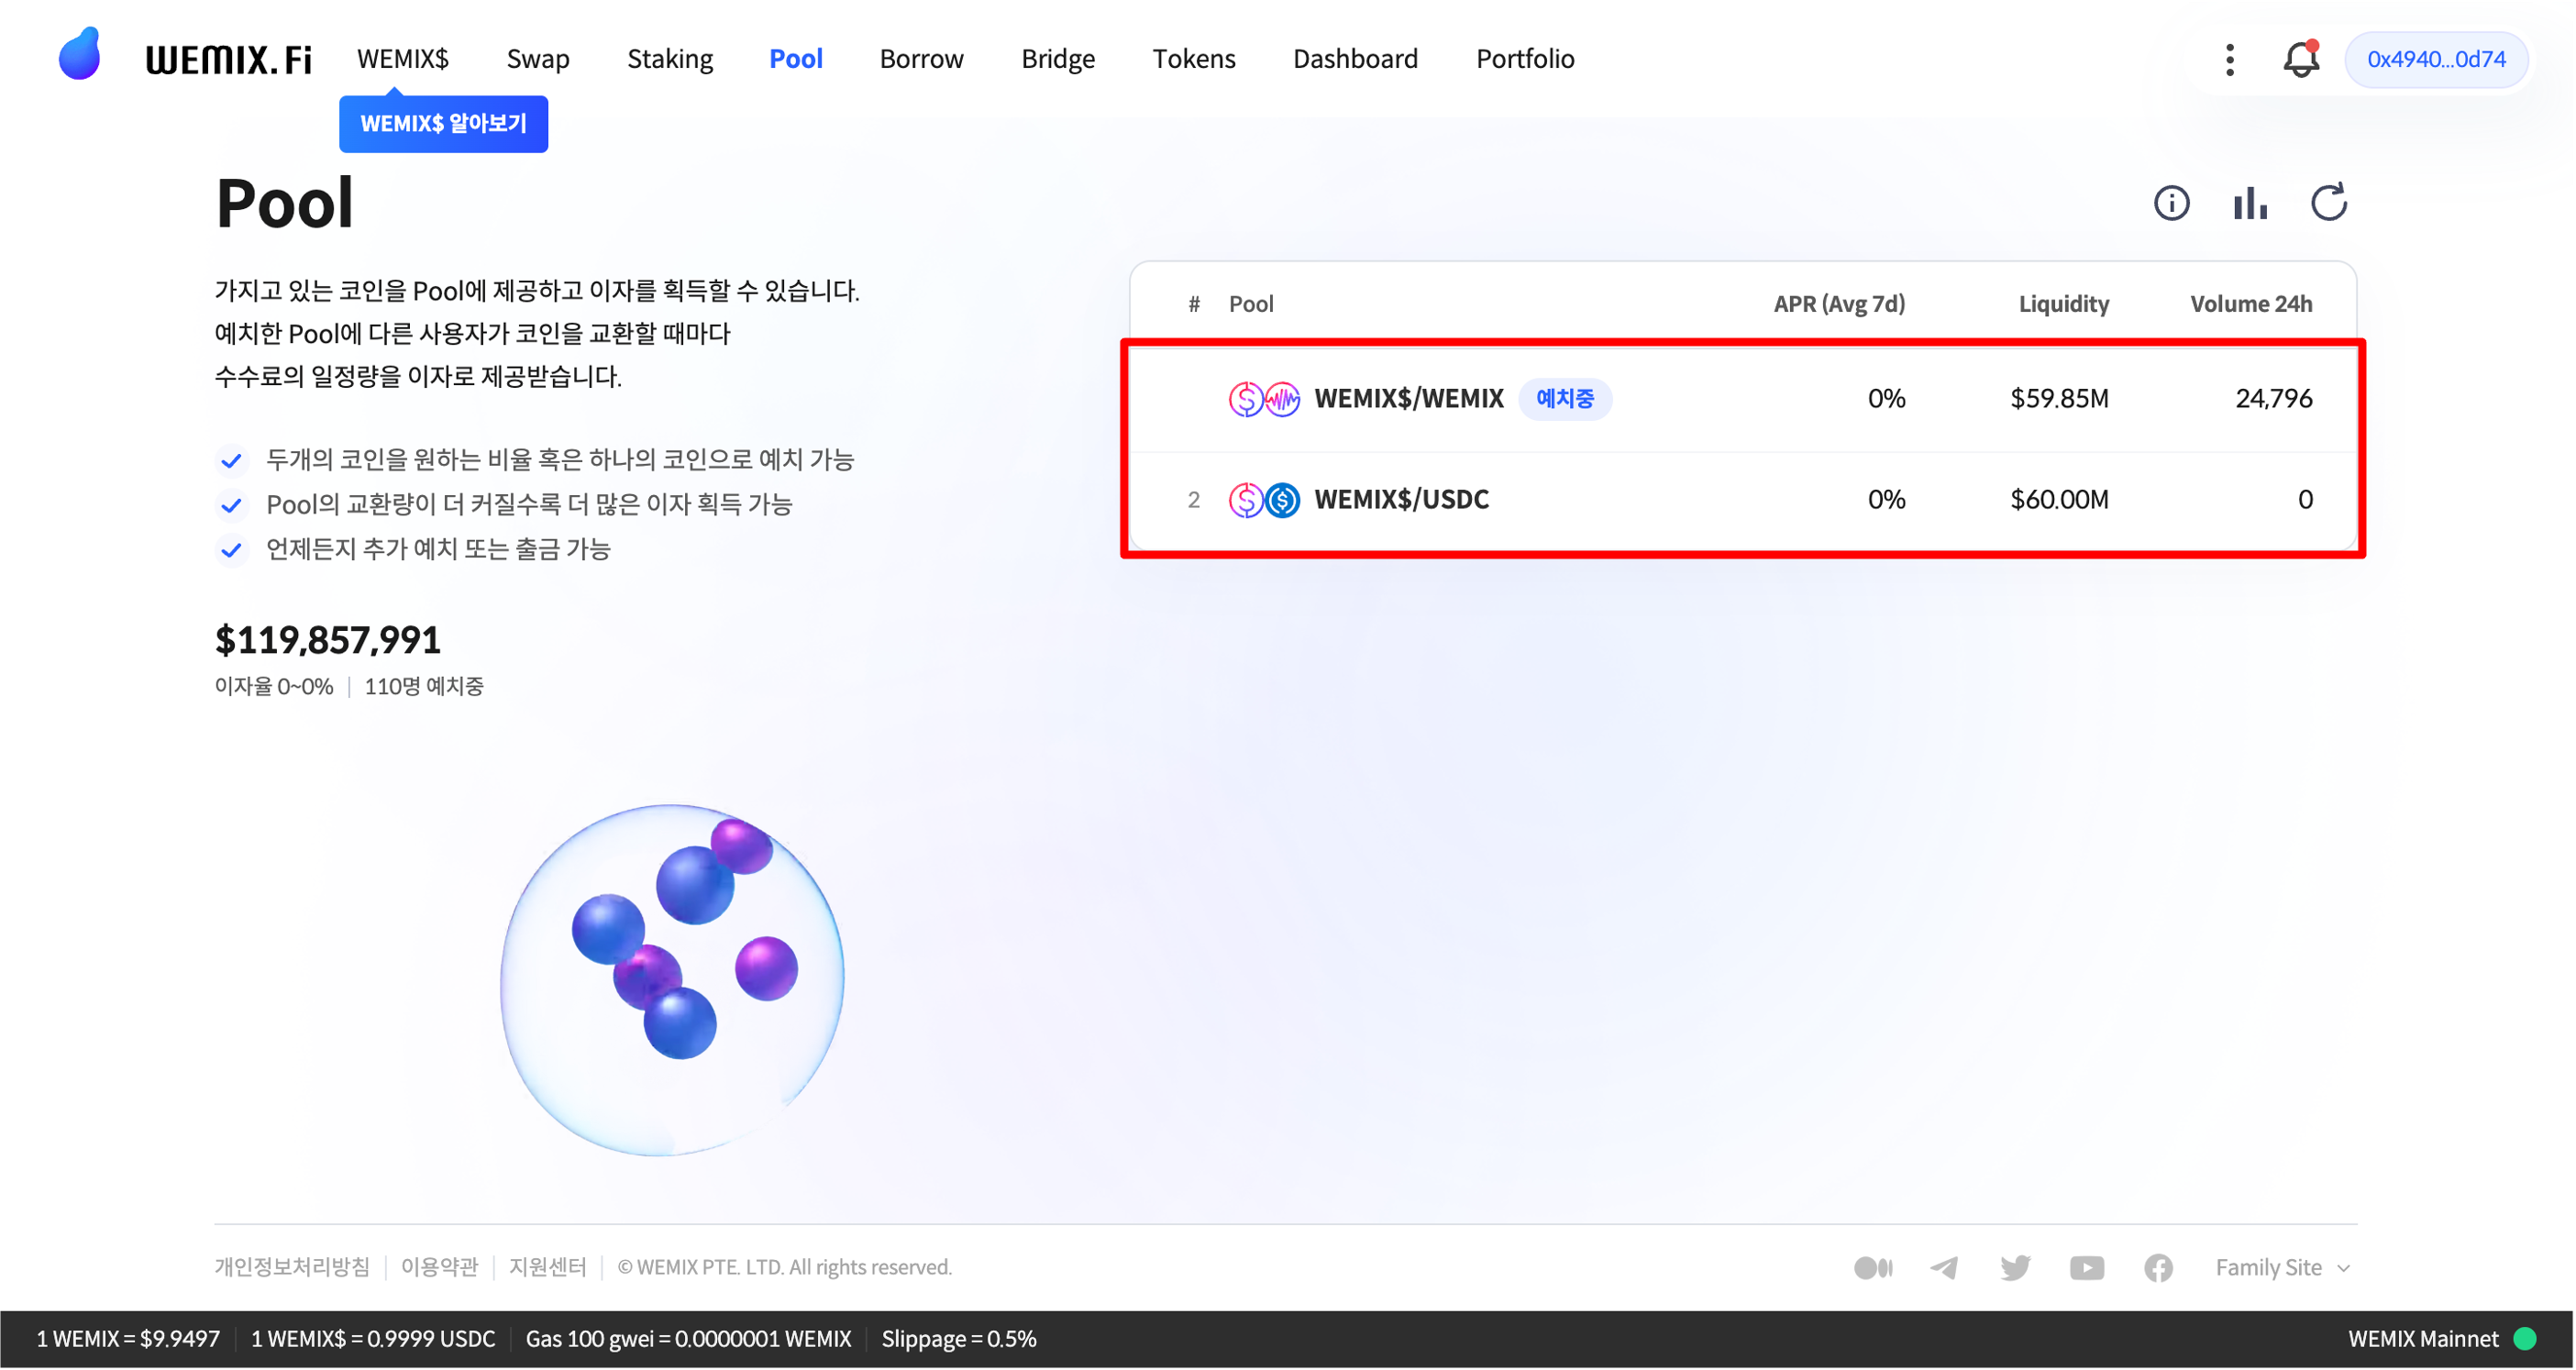 WEMIX.Fi WEMIX$ Swap Staking Pool Borrow Bridge Tokens Dashboard Portfolio 0x4940...0d74
WEMIX$ 알아보기
Pool
가지고 있는 코인을 Pool에 제공하고 이자를 획득할 수 있습니다.
예치한 Pool에 다른 사용자가 코인을 교환할 때마다
수수료의 일정량을 이자로 제공받습니다.
두개의 코인을 원하는 비율 혹은 하나의 코인으로 예치 가능
Pool의 교환량이 더 커질수록 더 많은 이자 획득 가능
언제든지 추가 예치 또는 출금 가능
$119,857,991
이자율 0~0% | 110명 예치중
# Pool APR (Avg 7d) Liquidity Volume 24h
WEMIX$/WEMIX 예치중 0% $59.85M 24,796
2 WEMIX$/USDC 0% $60.00M 0
개인정보처리방침 | 이용약관 | 지원센터 | © WEMIX PTE. LTD. All rights reserved. Family Site
1 WEMIX = $9.9497 | 1 WEMIX$ = 0.9999 USDC | Gas 100 gwei = 0.0000001 WEMIX | Slippage = 0.5% WEMIX Mainnet